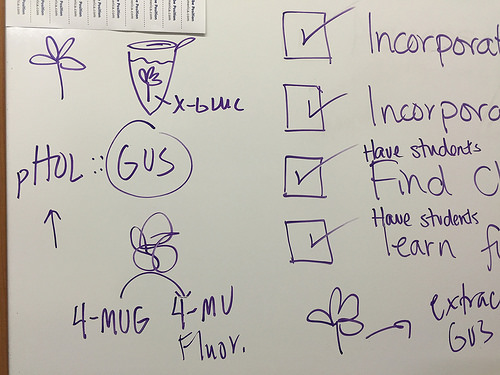 x-gluc
pHOL :: GUS
4-MUG 4-MU
Fluor.
Incorporat
Incorpora
Have students
Find C
Have students
learn f
extrac
GUS